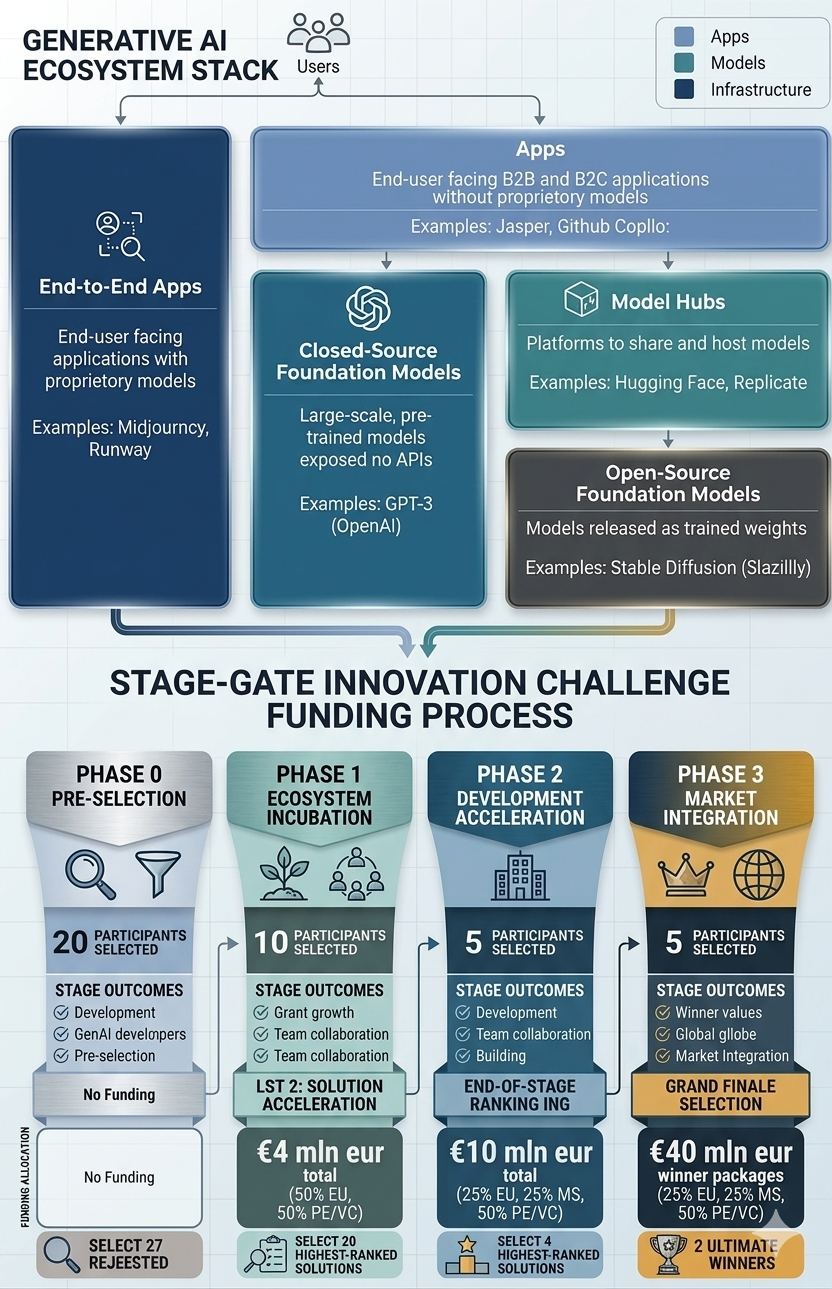 GENERATIVE AI
ECOSYSTEM STACK
Users
Apps
Models
Infrastructure
End-to-End Apps
End-user facing
applications with
proprietory models
Examples: Midjourncy,
Runway
Apps
End-user facing B2B and B2C applications
without proprietory models
Examples: Jasper, Github Copllo:
Closed-Source
Foundation Models
Large-scale, pre-
trained models
exposed no APIs
Examples: GPT-3
(OpenAI)
Model Hubs
Platforms to share and host models
Examples: Hugging Face, Replicate
Open-Source
Foundation Models
Models released as trained weights
Examples: Stable Diffusion (Slazillly)
STAGE-GATE INNOVATION CHALLENGE
FUNDING PROCESS
PHASE 0
PRE-SELECTION
20 PARTICIPANTS
SELECTED
STAGE OUTCOMES
Development
GenAI developers
Pre-selection
No Funding
FUNDING ALLOCATION
No Funding
SELECT 27
REJEESTED
PHASE 1
ECOSYSTEM
INCUBATION
10 PARTICIPANTS
SELECTED
STAGE OUTCOMES
Grant growth
Team collaboration
Team collaboration
LST 2: SOLUTION
ACCELERATION
€4 mln eur
total
(50% EU,
50% PE/VC)
SELECT 20
HIGHEST-RANKED
SOLUTIONS
PHASE 2
DEVELOPMENT
ACCELERATION
5 PARTICIPANTS
SELECTED
STAGE OUTCOMES
Development
Team collaboration
Building
END-OF-STAGE
RANKING ING
€10 mln eur
total
(25% EU, 25% MS,
50% PE/VC)
SELECT 4
HIGHEST-RANKED
SOLUTIONS
PHASE 3
MARKET
INTEGRATION
5 PARTICIPANTS
SELECTED
STAGE OUTCOMES
Winner values
Global gllobe
Market Integration
GRAND FINALE
SELECTION
€40 mln eur
winner packages
(25% EU, 25% MS,
50% PE/VC)
2 ULTIMATE
WINNERS